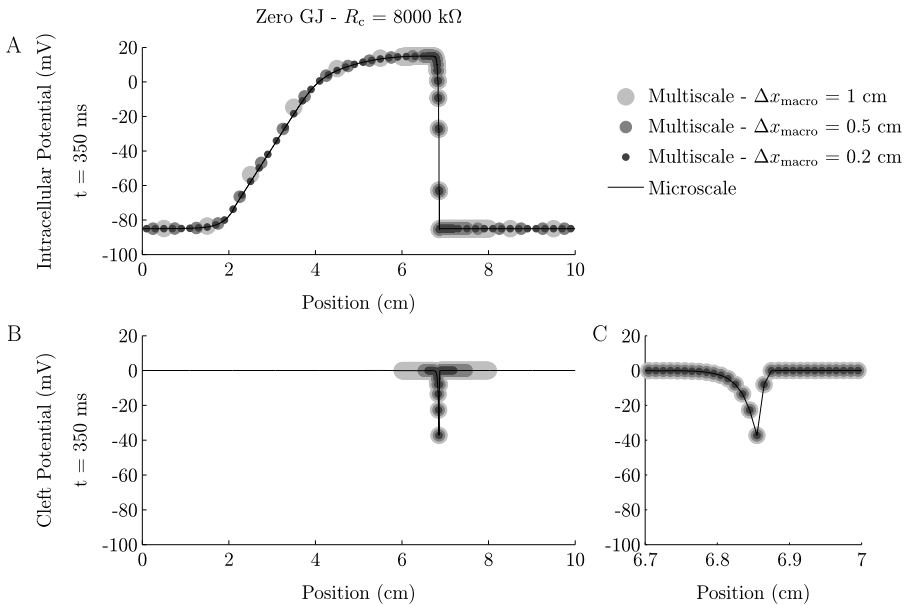 Zero GJ - Rc = 8000 kΩ
A
Intracellular Potential (mV)
t = 350 ms
20
0
-20
-40
-60
-80
-100
0 2 4 6 8 10
Position (cm)
Multiscale - Δxmacro = 1 cm
Multiscale - Δxmacro = 0.5 cm
Multiscale - Δxmacro = 0.2 cm
Microscale
B
Cleft Potential (mV)
t = 350 ms
20
0
-20
-40
-60
-80
-100
0 2 4 6 8 10
Position (cm)
C
20
0
-20
-40
-60
-80
-100
6.7 6.8 6.9 7
Position (cm)